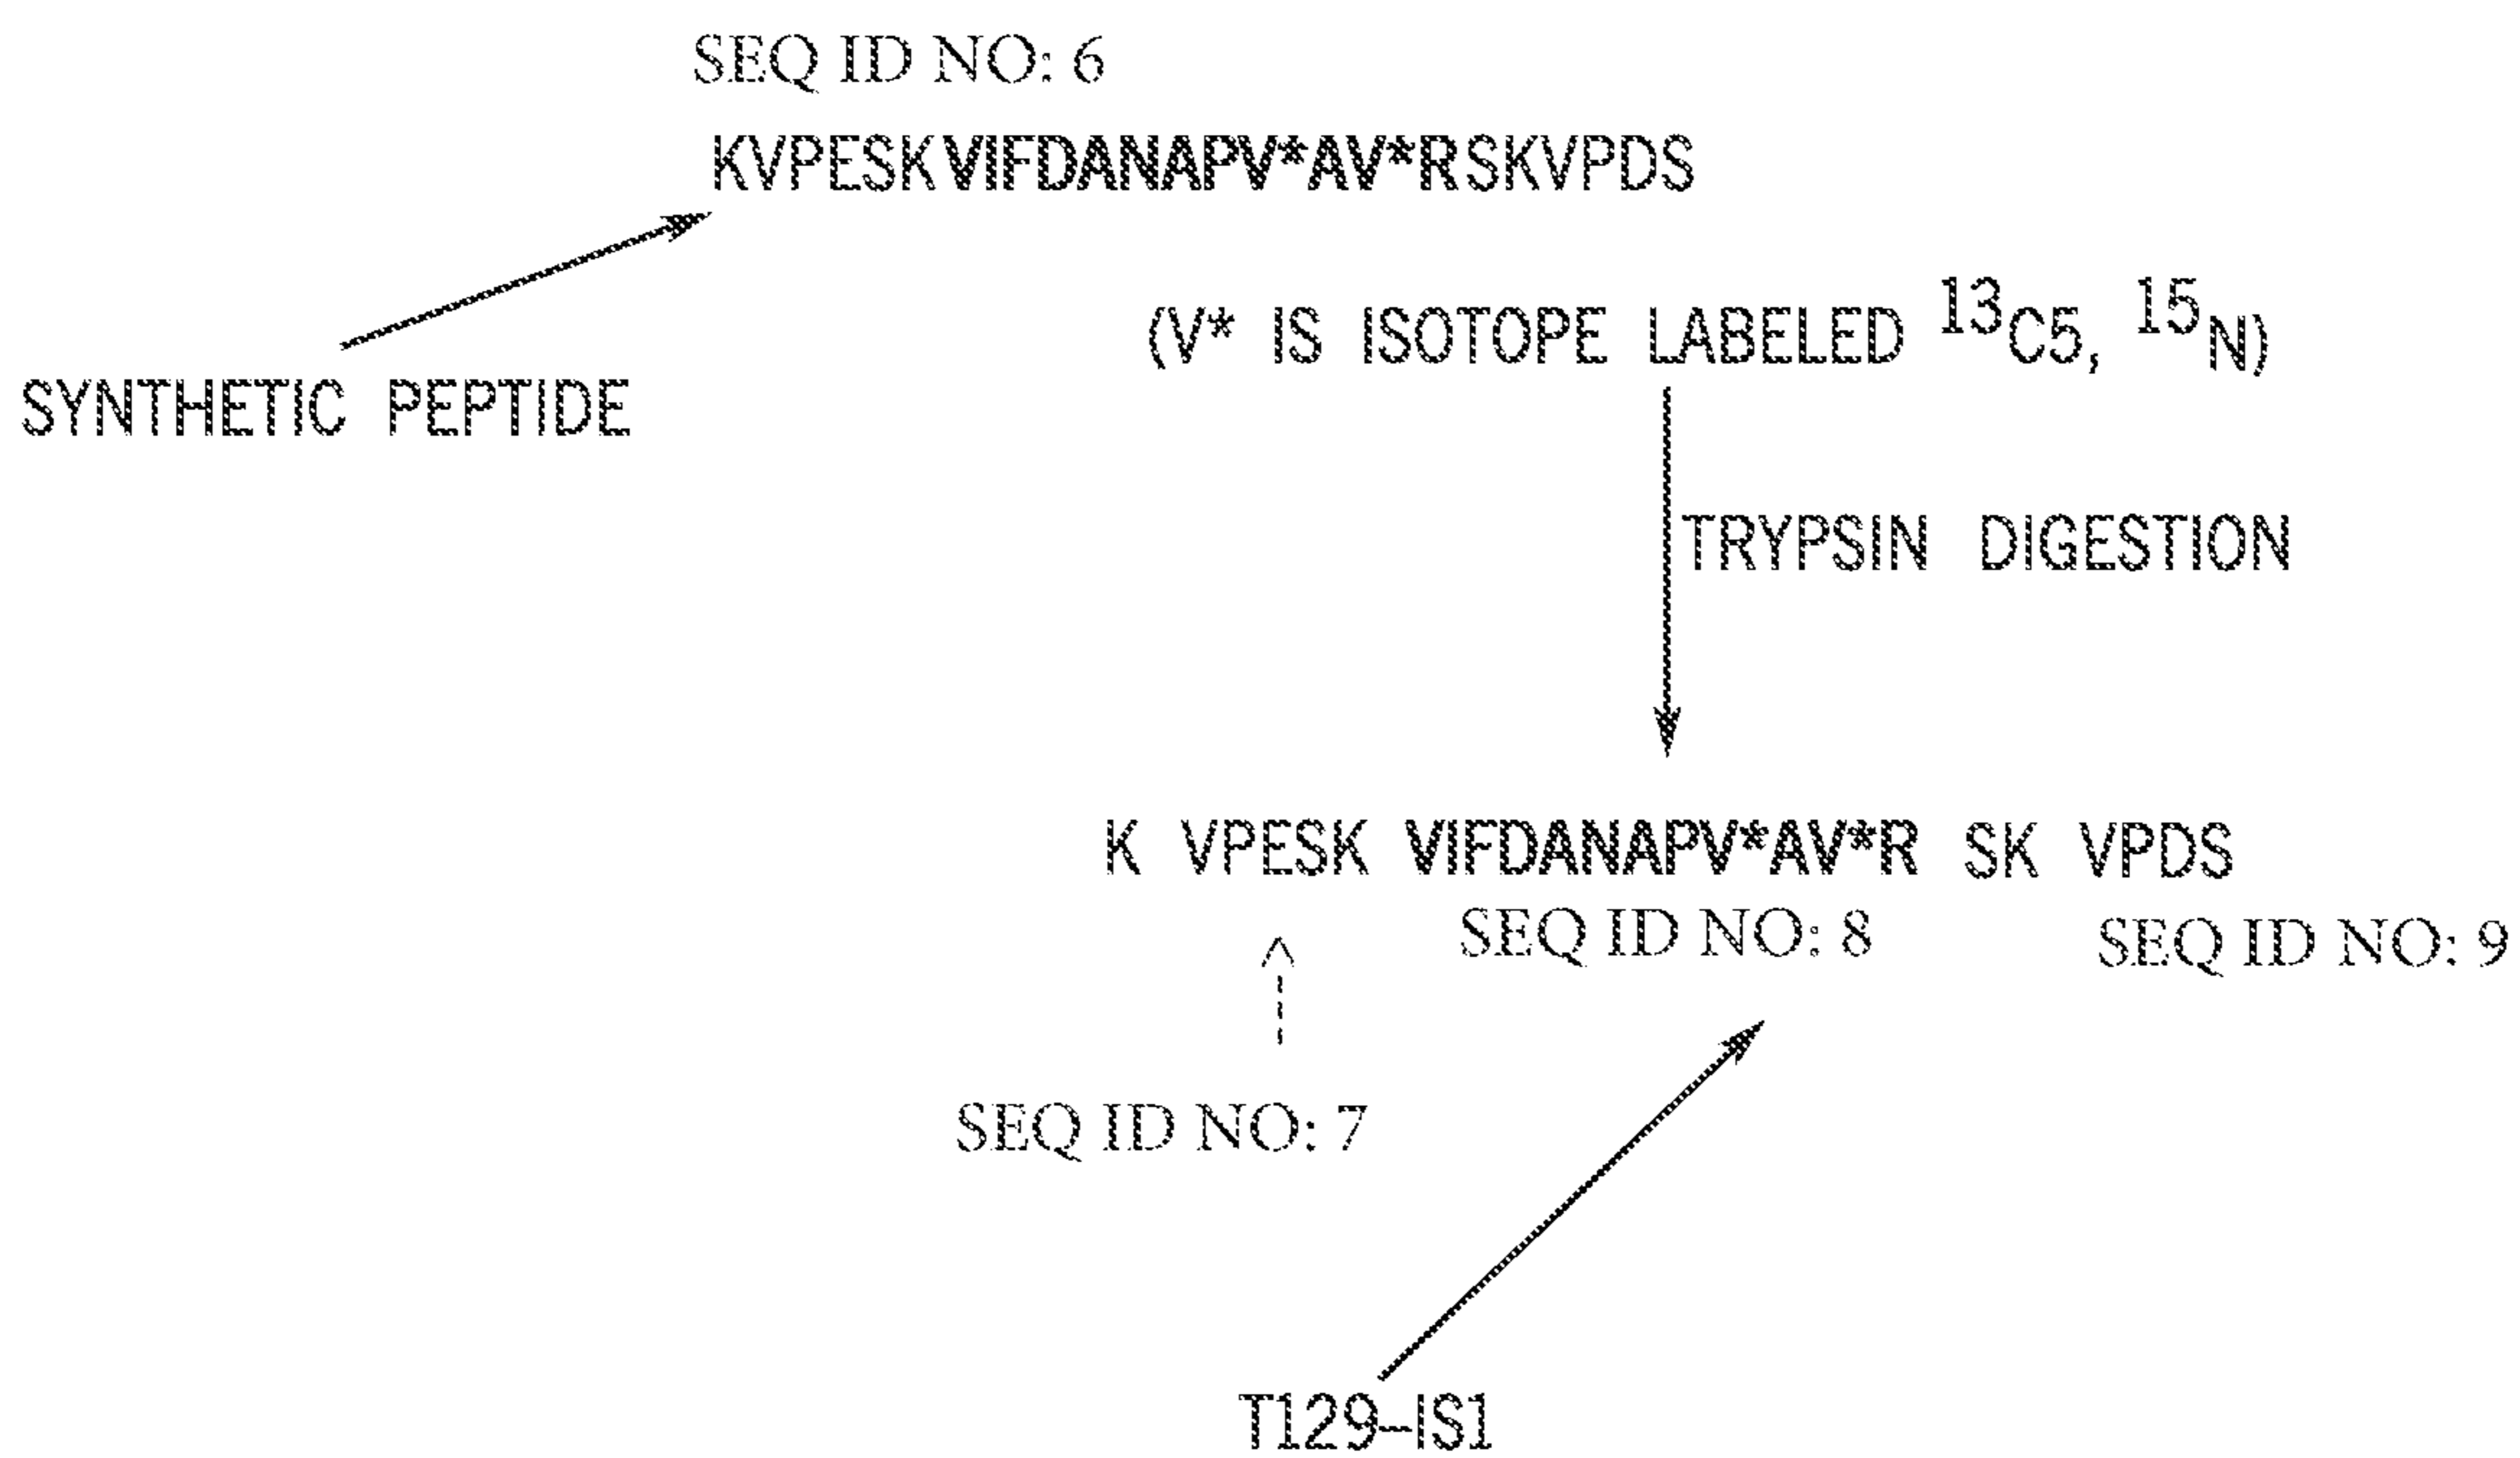 SEQ ID NO: 6
KVPESKVIFDANAPV*AV*RSKVPDS
(V* IS ISOTOPE LABELED ¹³C5, ¹⁵N)
SYNTHETIC PEPTIDE
TRYPSIN DIGESTION
K VPESK VIFDANAPV*AV*R SK VPDS
SEQ ID NO: 8
SEQ ID NO: 9
SEQ ID NO: 7
T129-IS1